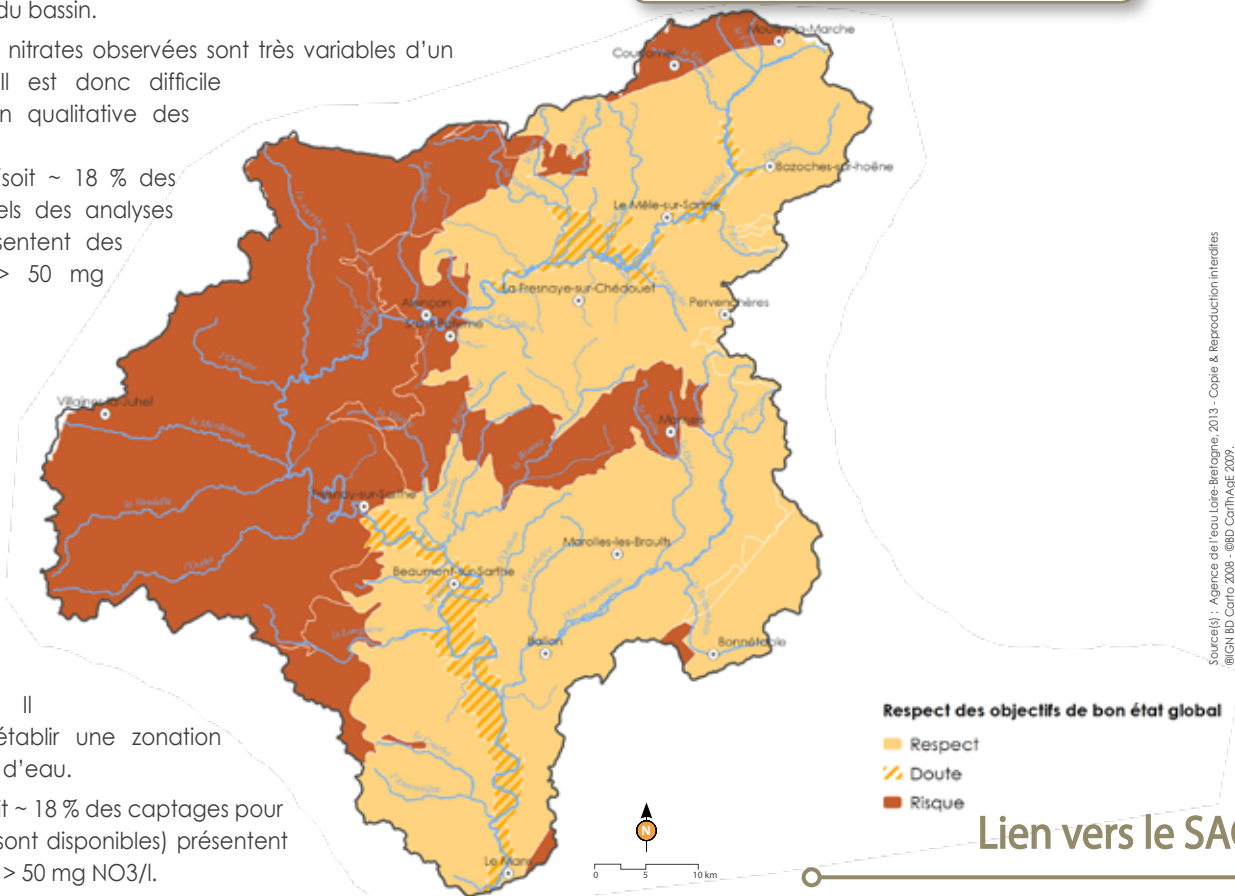 du bassin.
nitrates observées sont très variables d’un
Il est donc difficile
n qualitative des
soit ~ 18 % des
els des analyses
sentent des
> 50 mg
Il
établir une zonation
d’eau.
it ~ 18 % des captages pour
sont disponibles) présentent
> 50 mg NO3/l.
Moulins-la-Marche
Courtomer
Bazoches-sur-hoëne
Le Mêle-sur-Sarthe
La Fresnaye-sur-Chédouet
Pervenchères
Alençon
Villaines-la-Juhel
Mamers
Fresnay-sur-Sarthe
Marolles-les-Braults
Beaumont-sur-Sarthe
Ballon
Bonnétable
Le Mans
N
0 5 10 km
Respect des objectifs de bon état global
Respect
Doute
Risque
Source(s) : Agence de l'eau Loire-Bretagne, 2013 - Copie & Reproduction interdites
©IGN BD Carto 2008 - ©BD CarThAgE 2009.
Lien vers le SAG